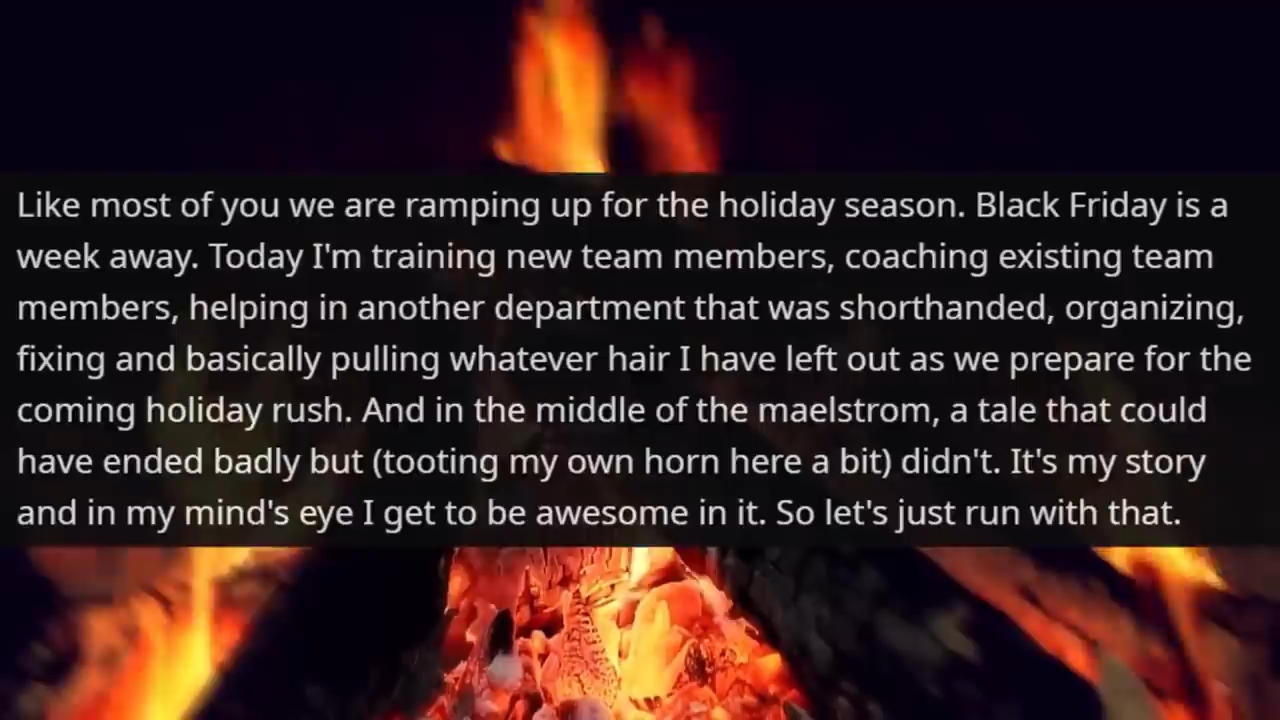 Like most of you we are ramping up for the holiday season. Black Friday is a
week away. Today I'm training new team members, coaching existing team
members, helping in another department that was shorthanded, organizing,
fixing and basically pulling whatever hair I have left out as we prepare for the
coming holiday rush. And in the middle of the maelstrom, a tale that could
have ended badly but (tooting my own horn here a bit) didn't. It's my story
and in my mind's eye I get to be awesome in it. So let's just run with that.